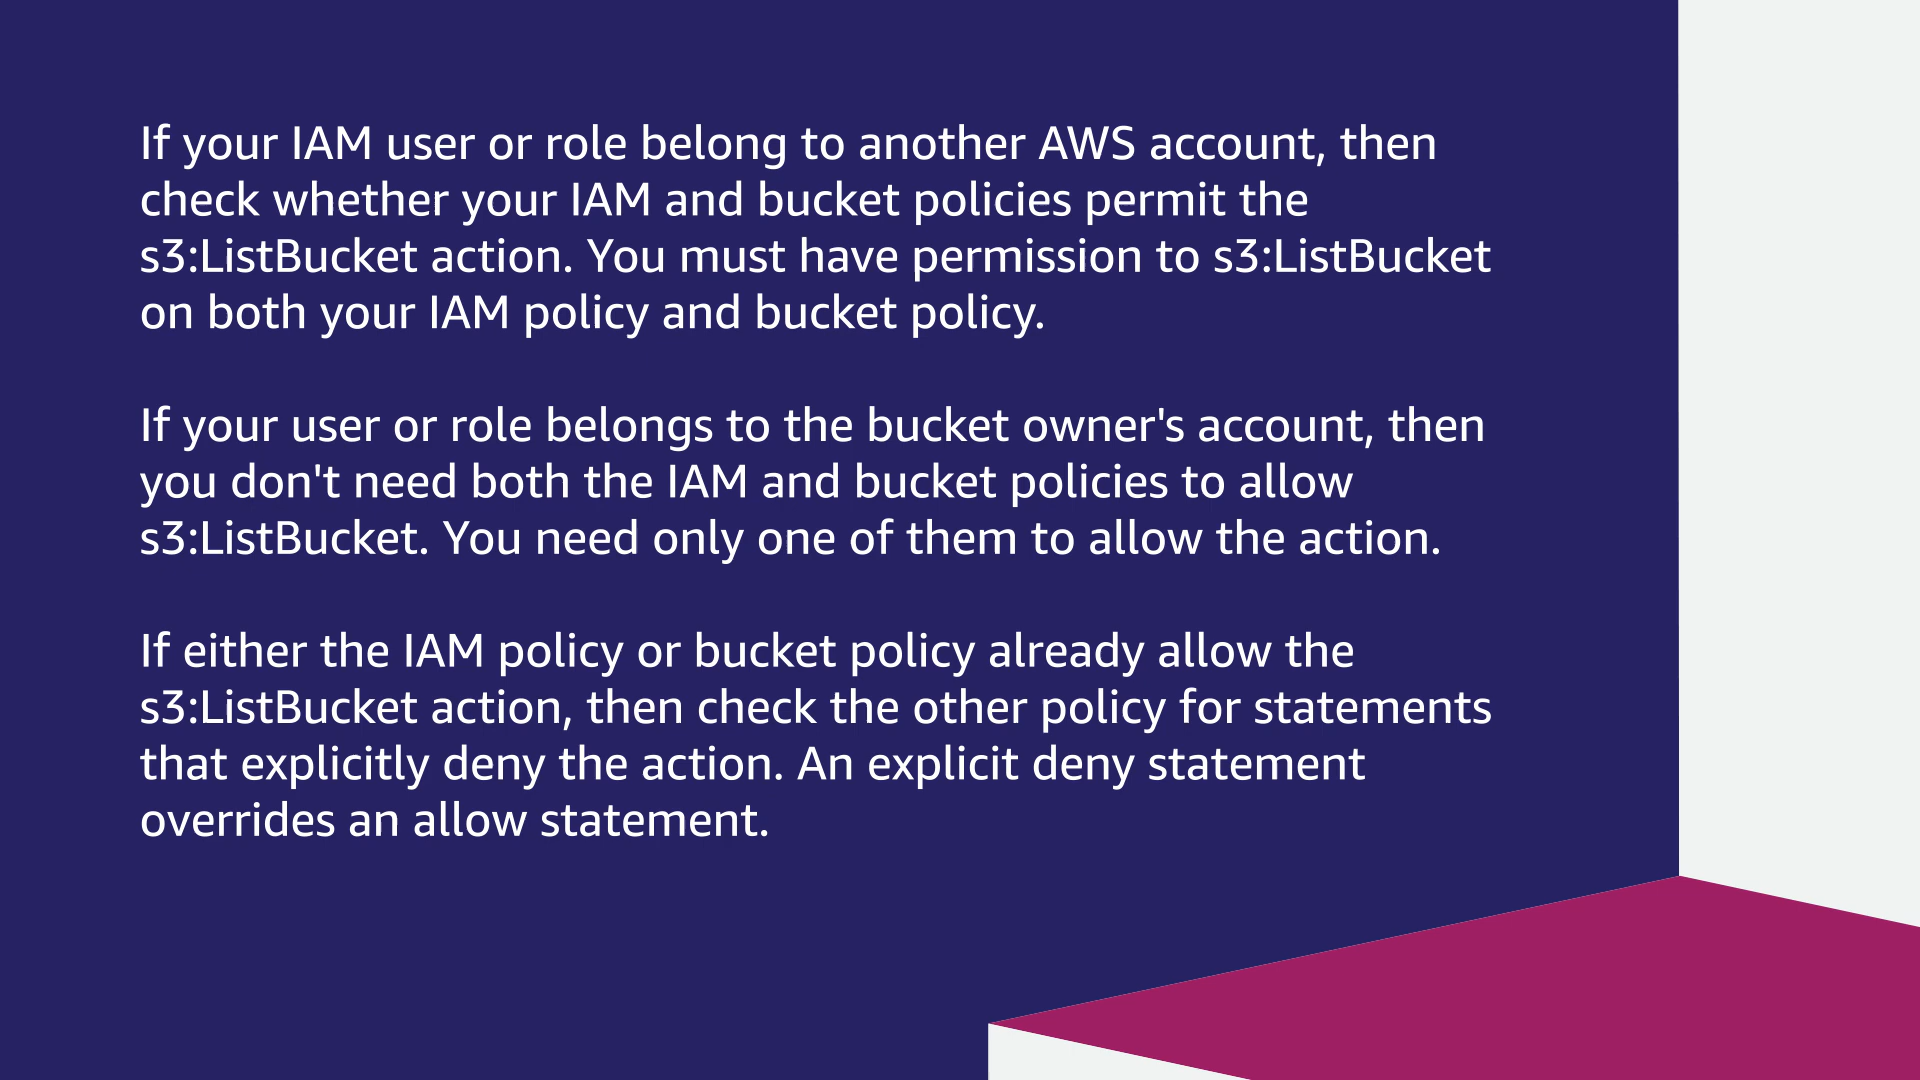 If your IAM user or role belong to another AWS account, then
check whether your IAM and bucket policies permit the
s3:ListBucket action. You must have permission to s3:ListBucket
on both your IAM policy and bucket policy.
If your user or role belongs to the bucket owner's account, then
you don't need both the IAM and bucket policies to allow
s3:ListBucket. You need only one of them to allow the action.
If either the IAM policy or bucket policy already allow the
s3:ListBucket action, then check the other policy for statements
that explicitly deny the action. An explicit deny statement
overrides an allow statement.